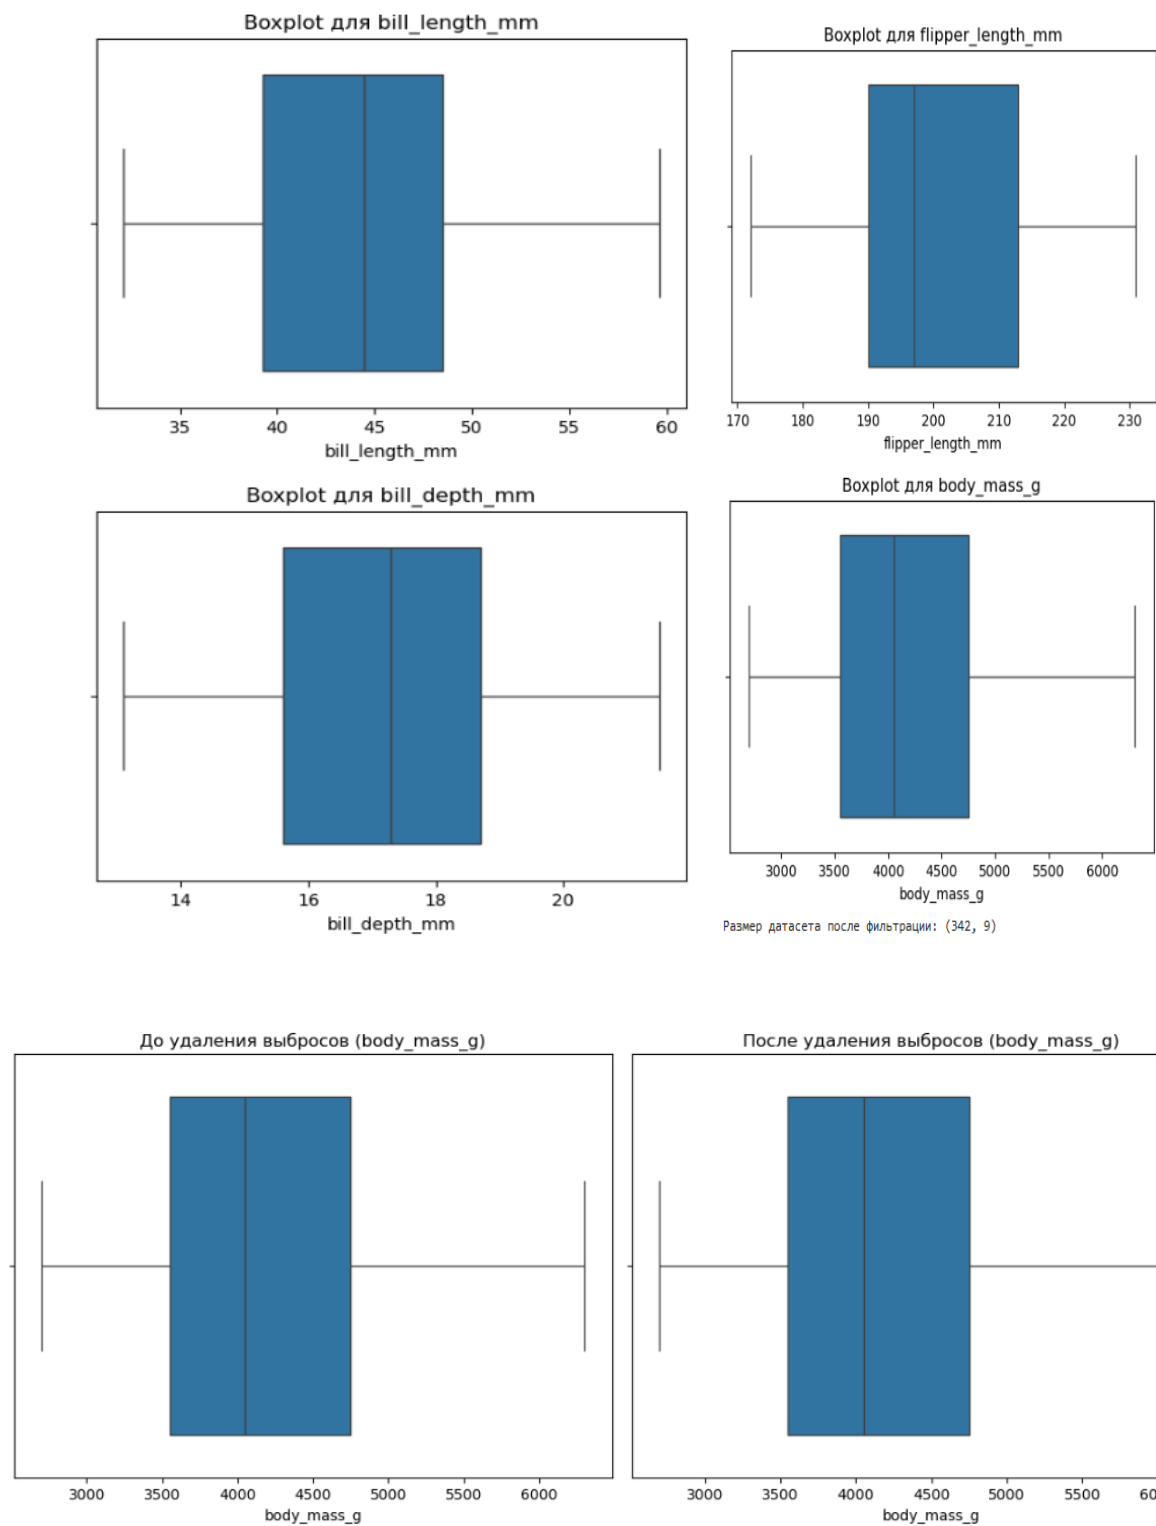 Boxplot для bill_length_mm
35 40 45 50 55 60
bill_length_mm
Boxplot для flipper_length_mm
170 180 190 200 210 220 230
flipper_length_mm
Boxplot для bill_depth_mm
14 16 18 20
bill_depth_mm
Boxplot для body_mass_g
3000 3500 4000 4500 5000 5500 6000
body_mass_g
Размер датасета после фильтрации: (342, 9)
До удаления выбросов (body_mass_g)
3000 3500 4000 4500 5000 5500 6000
body_mass_g
После удаления выбросов (body_mass_g)
3000 3500 4000 4500 5000 5500 600
body_mass_g